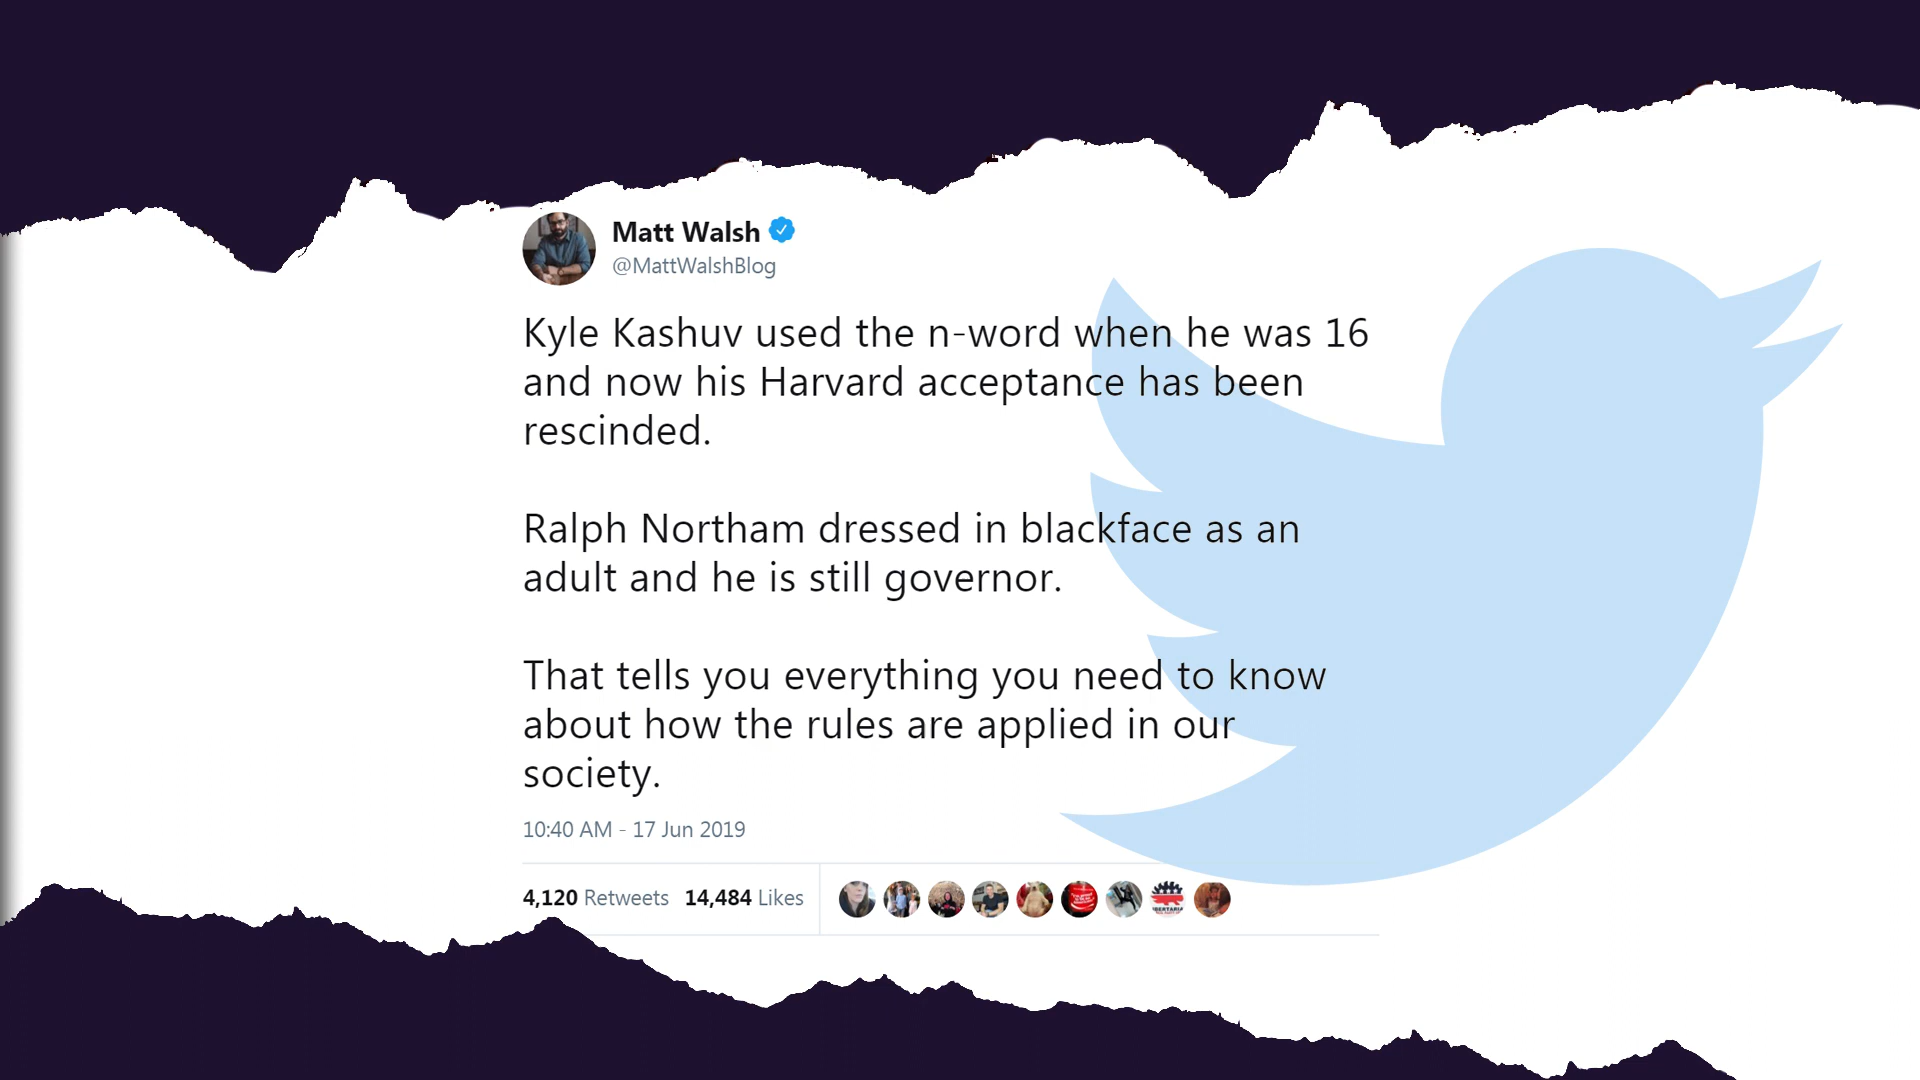 Matt Walsh
@MattWalshBlog
Kyle Kashuv used the n-word when he was 16
and now his Harvard acceptance has been
rescinded.
Ralph Northam dressed in blackface as an
adult and he is still governor.
That tells you everything you need to know
about how the rules are applied in our
society.
10:40 AM - 17 Jun 2019
4,120 Retweets 14,484 Likes